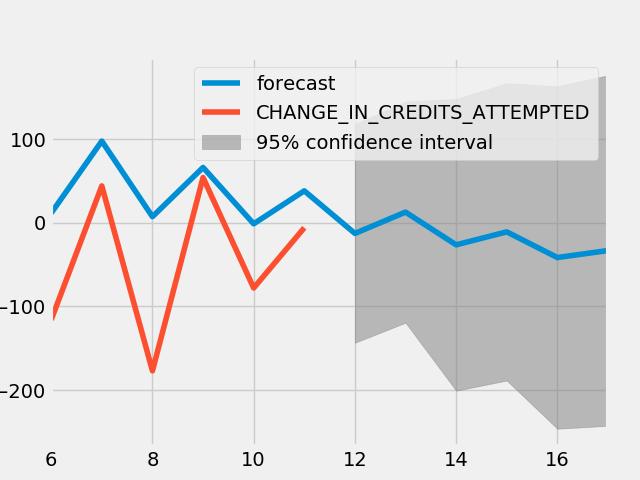 forecast
CHANGE_IN_CREDITS_ATTEMPTED
95% confidence interval
100
0
−100
−200
6 8 10 12 14 16